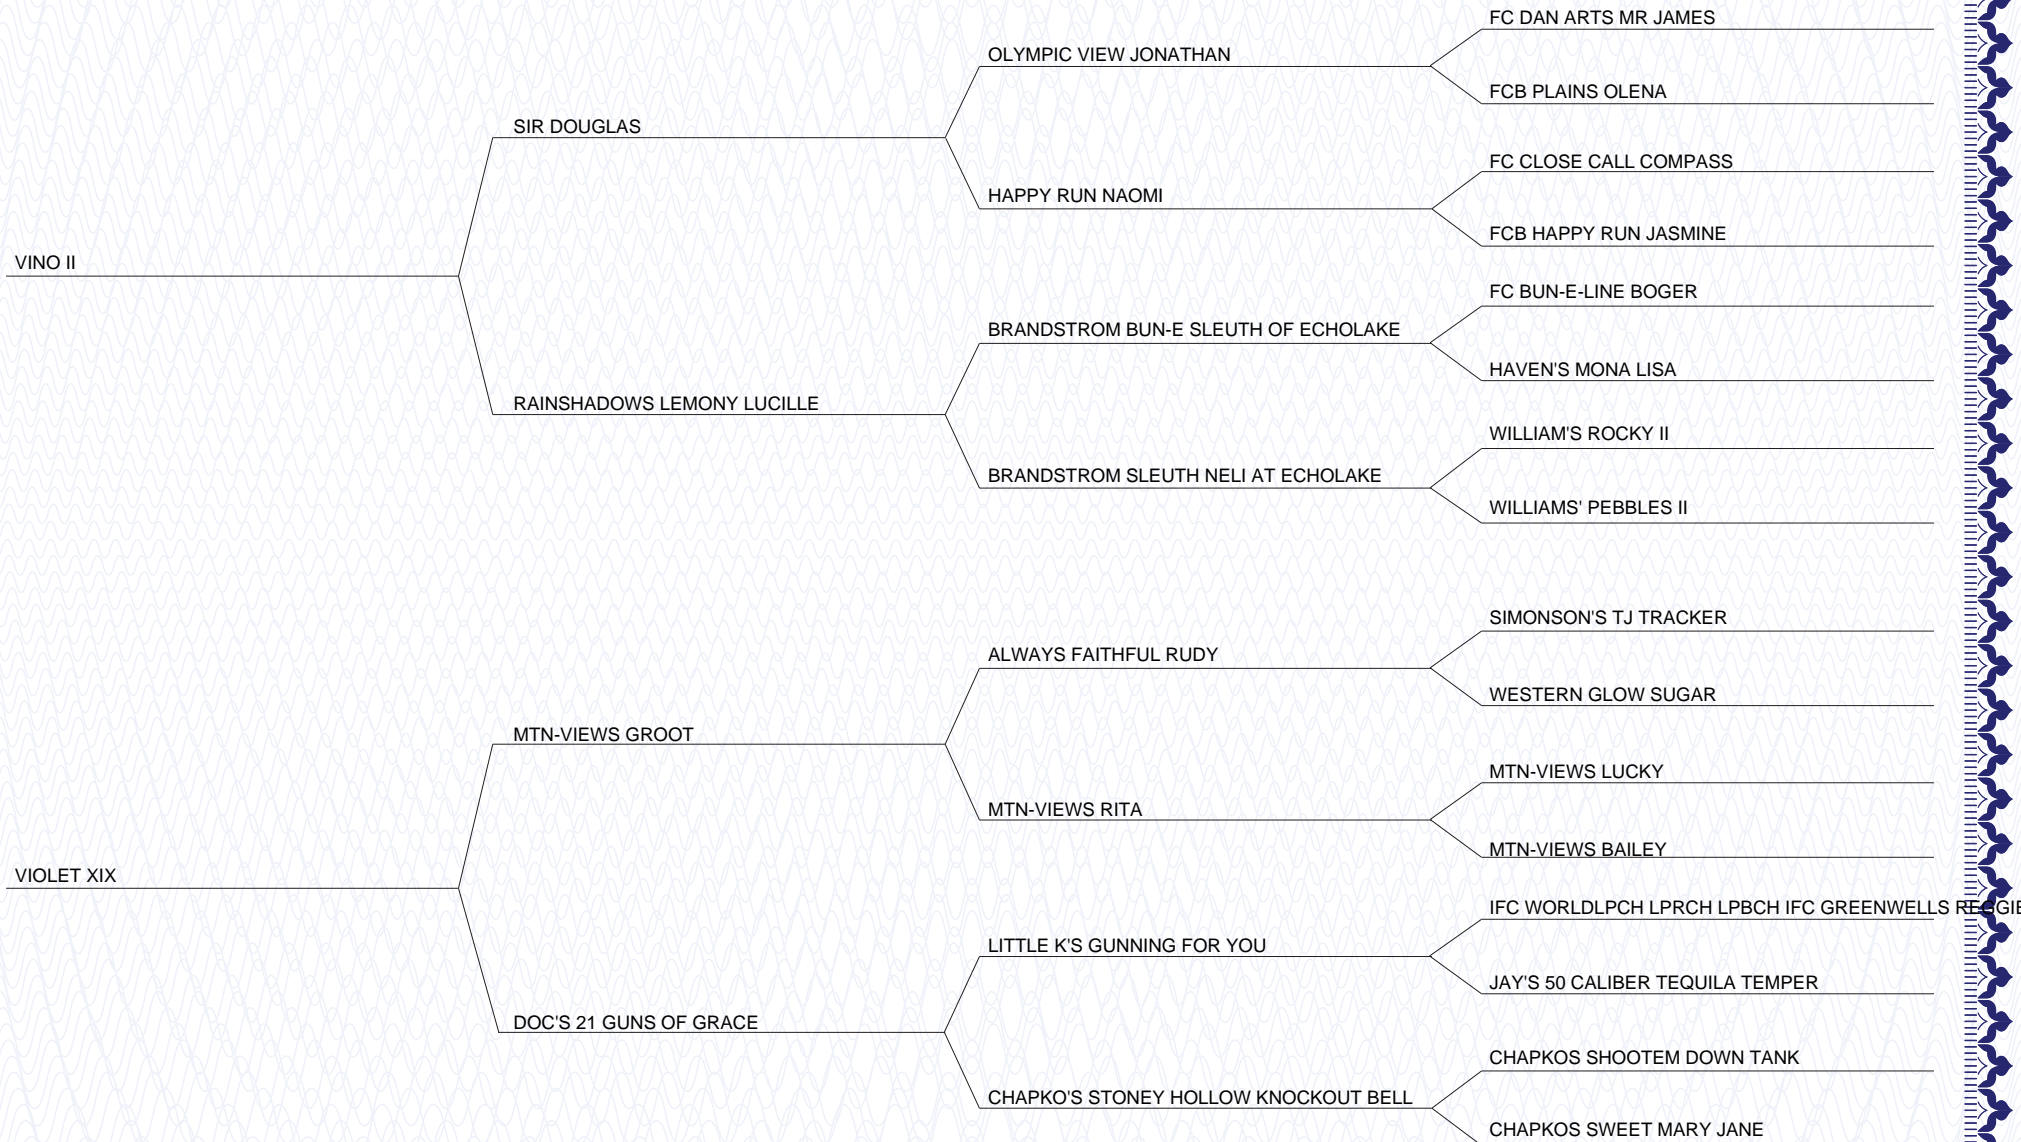 FC DAN ARTS MR JAMES
OLYMPIC VIEW JONATHAN
FCB PLAINS OLENA
SIR DOUGLAS
FC CLOSE CALL COMPASS
HAPPY RUN NAOMI
FCB HAPPY RUN JASMINE
VINO II
FC BUN-E-LINE BOGER
BRANDSTROM BUN-E SLEUTH OF ECHOLAKE
HAVEN'S MONA LISA
RAINSHADOWS LEMONY LUCILLE
WILLIAM'S ROCKY II
BRANDSTROM SLEUTH NELI AT ECHOLAKE
WILLIAMS' PEBBLES II
SIMONSON'S TJ TRACKER
ALWAYS FAITHFUL RUDY
WESTERN GLOW SUGAR
MTN-VIEWS GROOT
MTN-VIEWS LUCKY
MTN-VIEWS RITA
MTN-VIEWS BAILEY
VIOLET XIX
IFC WORLDLPCH LPRCH LPBCH IFC GREENWELLS REGGIE
LITTLE K'S GUNNING FOR YOU
JAY'S 50 CALIBER TEQUILA TEMPER
DOC'S 21 GUNS OF GRACE
CHAPKOS SHOOTEM DOWN TANK
CHAPKO'S STONEY HOLLOW KNOCKOUT BELL
CHAPKOS SWEET MARY JANE